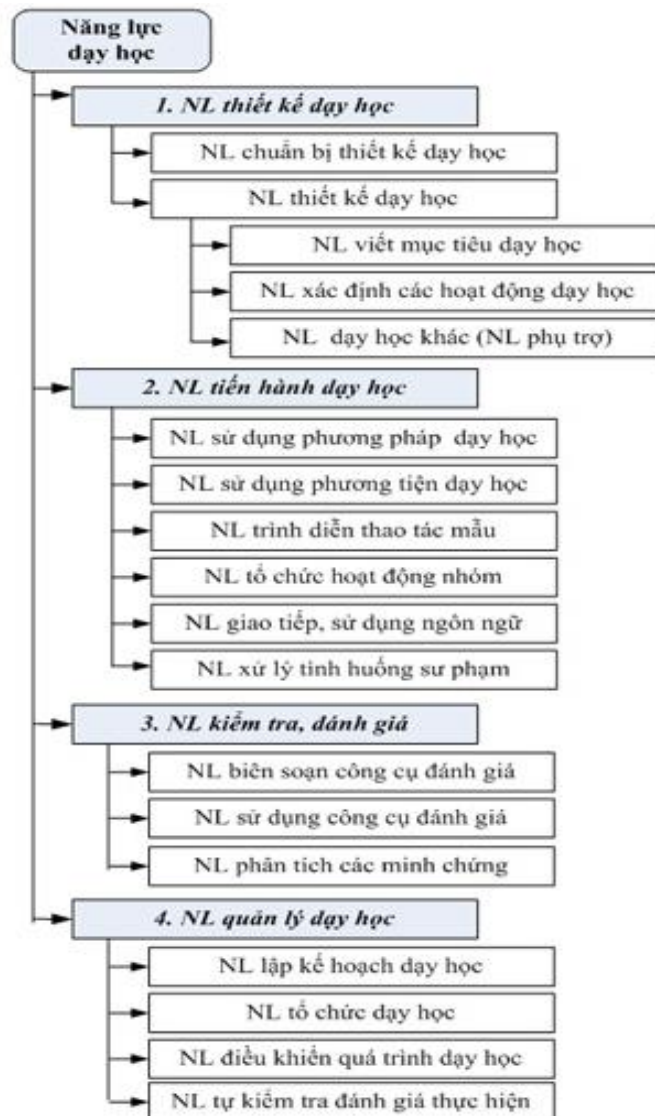 Năng lực
dạy học
1. NL thiết kế dạy học
NL chuẩn bị thiết kế dạy học
NL thiết kế dạy học
NL viết mục tiêu dạy học
NL xác định các hoạt động dạy học
NL dạy học khác (NL phụ trợ)
2. NL tiến hành dạy học
NL sử dụng phương pháp dạy học
NL sử dụng phương tiện dạy học
NL trình diễn thao tác mẫu
NL tổ chức hoạt động nhóm
NL giao tiếp, sử dụng ngôn ngữ
NL xử lý tình huống sư phạm
3. NL kiểm tra, đánh giá
NL biên soạn công cụ đánh giá
NL sử dụng công cụ đánh giá
NL phân tích các minh chứng
4. NL quản lý dạy học
NL lập kế hoạch dạy học
NL tổ chức dạy học
NL điều khiển quá trình dạy học
NL tự kiểm tra đánh giá thực hiện